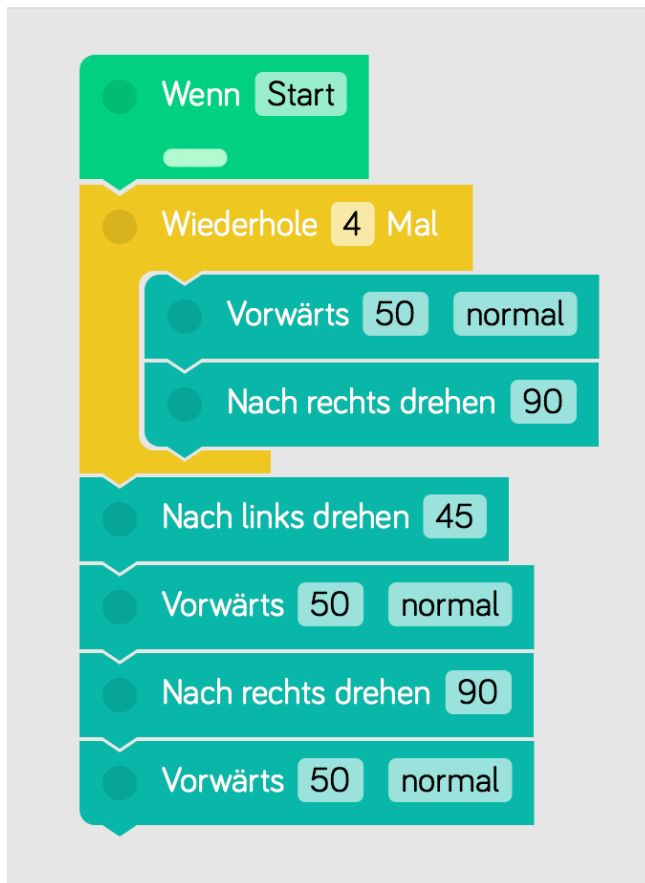 Wenn Start
Wiederhole 4 Mal
Vorwärts 50 normal
Nach rechts drehen 90
Nach links drehen 45
Vorwärts 50 normal
Nach rechts drehen 90
Vorwärts 50 normal